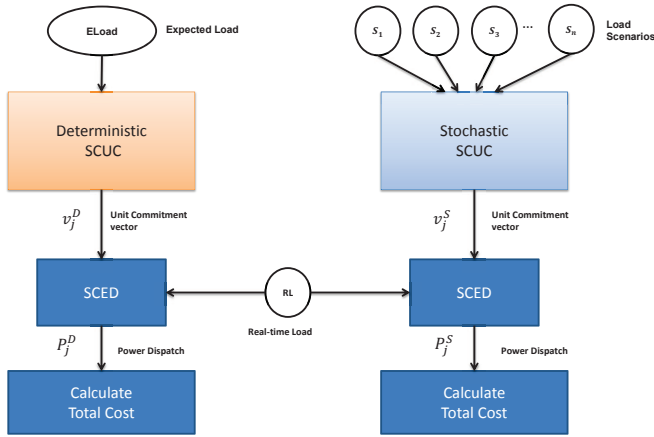 ELoad
Expected Load
s₁
s₂
s₃
...
sₙ
Load
Scenarios
Deterministic
SCUC
Stochastic
SCUC
v_j^D
Unit Commitment
vector
v_j^S
Unit Commitment
vector
SCED
RL
SCED
Real-time Load
P_j^D
Power Dispatch
P_j^S
Power Dispatch
Calculate
Total Cost
Calculate
Total Cost